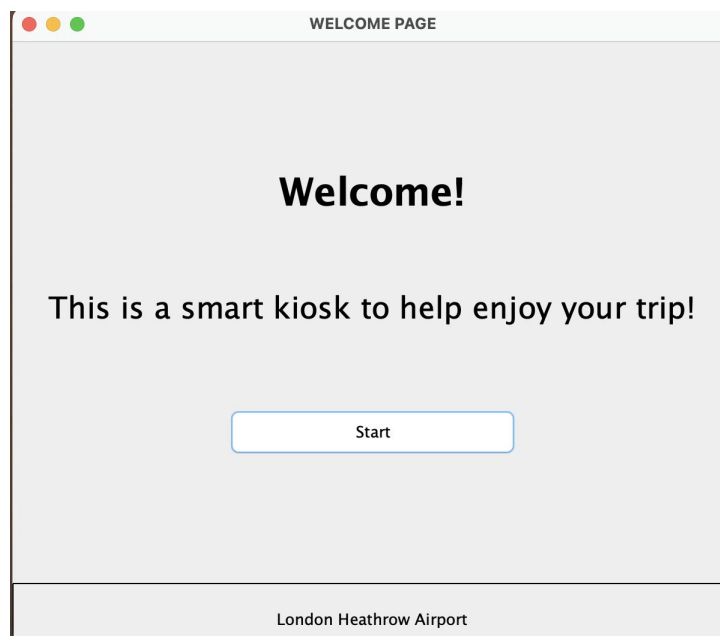 WELCOME PAGE
Welcome!
This is a smart kiosk to help enjoy your trip!
Start
London Heathrow Airport